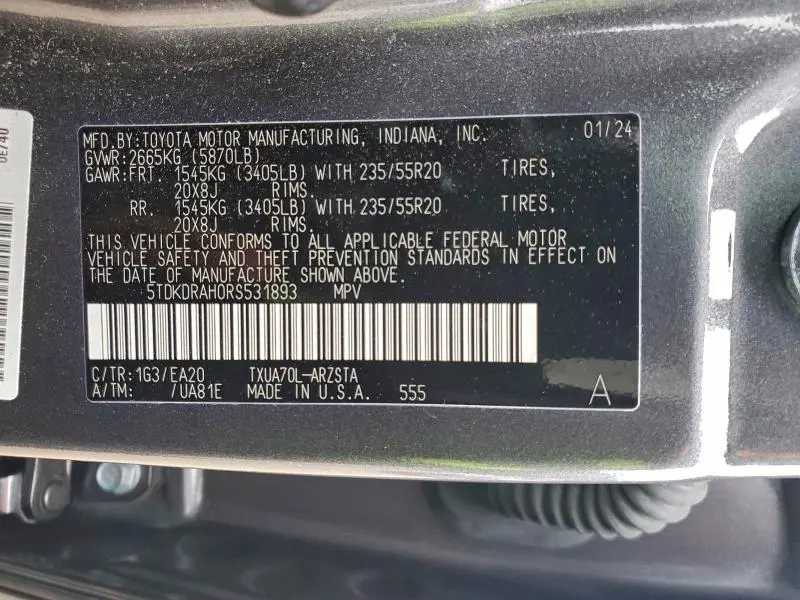 MFD.BY:TOYOTA MOTOR MANUFACTURING, INDIANA, INC. 01/24
GVWR:2665KG (5870LB)
GAWR:FRT. 1545KG (3405LB) WITH 235/55R20 TIRES,
20X8J RIMS.
RR. 1545KG (3405LB) WITH 235/55R20 TIRES,
20X8J RIMS.
THIS VEHICLE CONFORMS TO ALL APPLICABLE FEDERAL MOTOR
VEHICLE SAFETY AND THEFT PREVENTION STANDARDS IN EFFECT ON
THE DATE OF MANUFACTURE SHOWN ABOVE.
5TDKDRAH0RS531893 MPV
C/TR:1G3/EA20 TXUA70L-ARZSTA
A/TM: /UA81E MADE IN U.S.A. 555
A
0E740